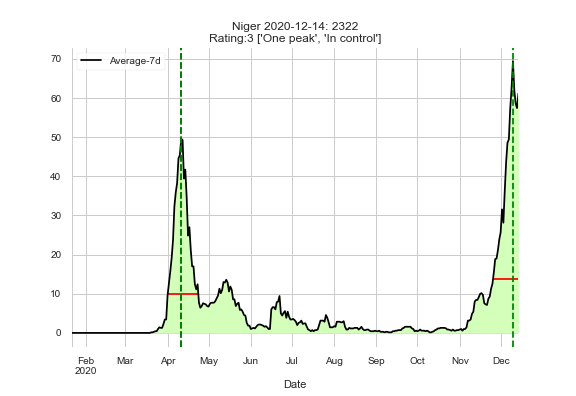 Niger 2020-12-14: 2322
Rating:3 ['One peak', 'In control']
Average-7d
70
60
50
40
30
20
10
0
Feb Mar Apr May Jun Jul Aug Sep Oct Nov Dec
2020
Date